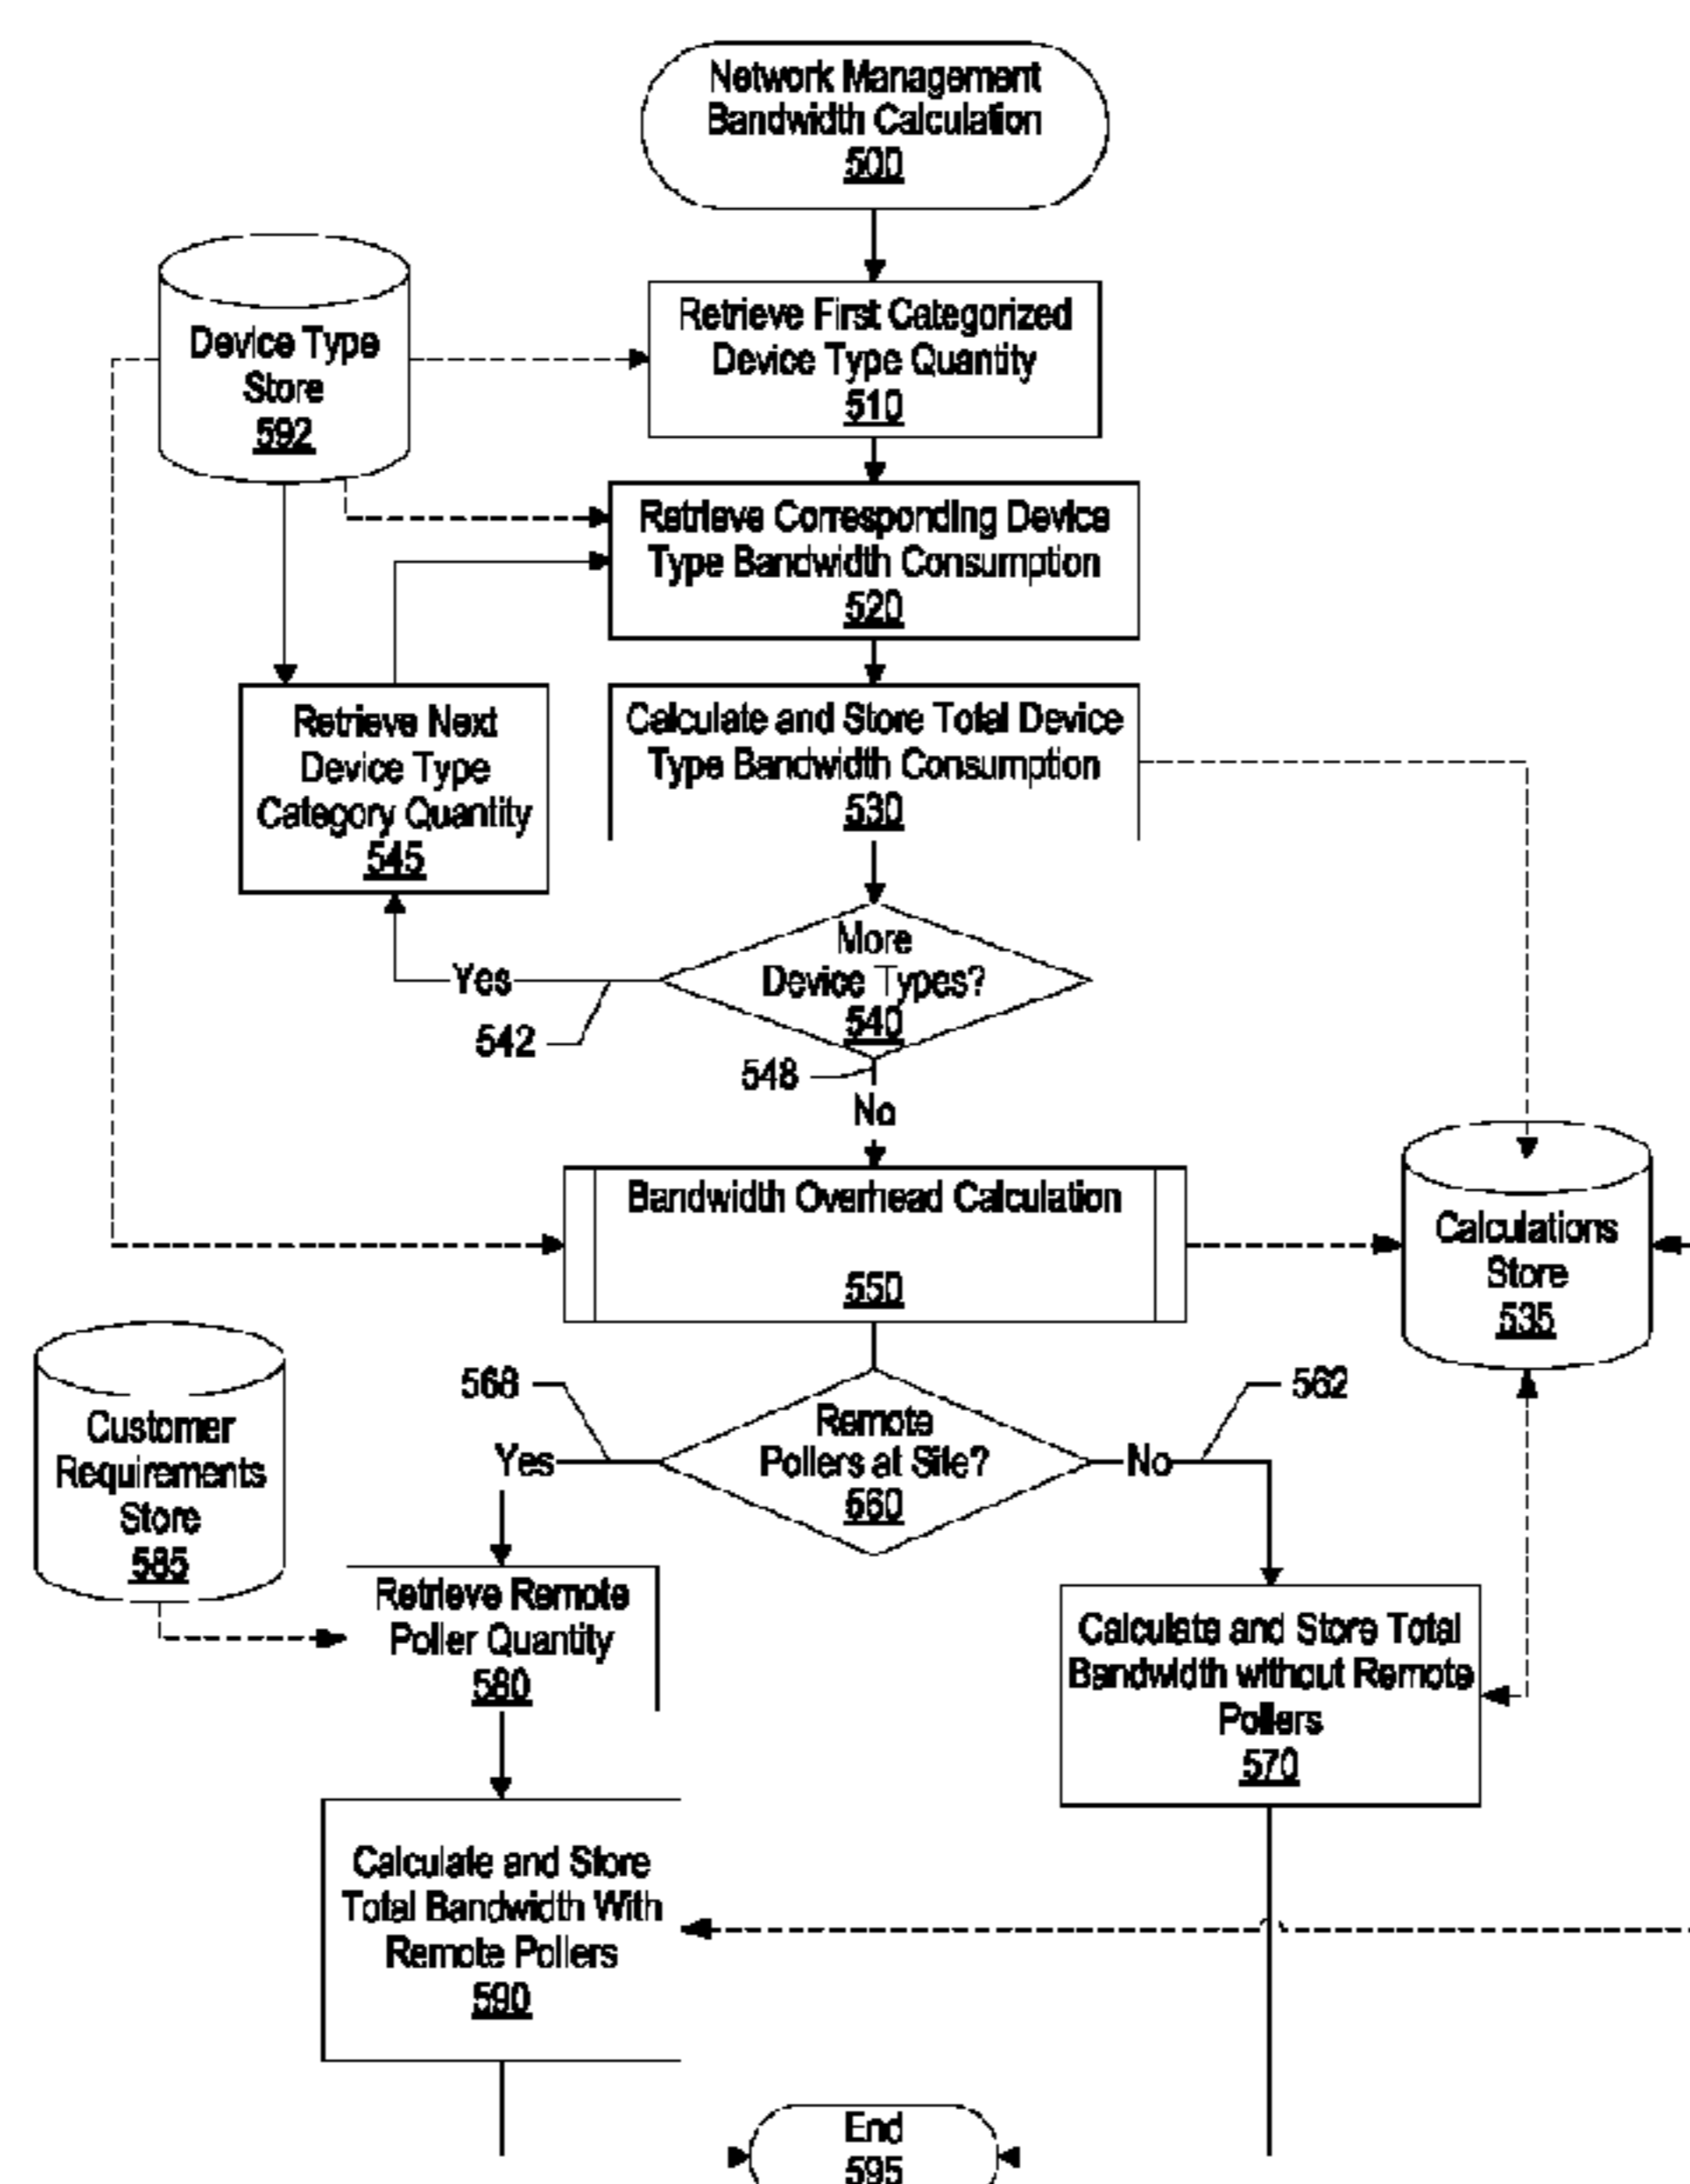 Network Management
Bandwidth Calculation
500
Device Type
Store
592
Retrieve First Categorized
Device Type Quantity
510
Retrieve Corresponding Device
Type Bandwidth Consumption
520
Retrieve Next
Device Type
Category Quantity
545
Calculate and Store Total Device
Type Bandwidth Consumption
530
More
Device Types?
540
Yes
542
548
No
Bandwidth Overhead Calculation
550
Calculations
Store
535
Customer
Requirements
Store
585
568
562
Remote
Pollers at Site?
560
Yes
No
Retrieve Remote
Poller Quantity
580
Calculate and Store Total
Bandwidth without Remote
Pollers
570
Calculate and Store
Total Bandwidth With
Remote Pollers
590
End
595